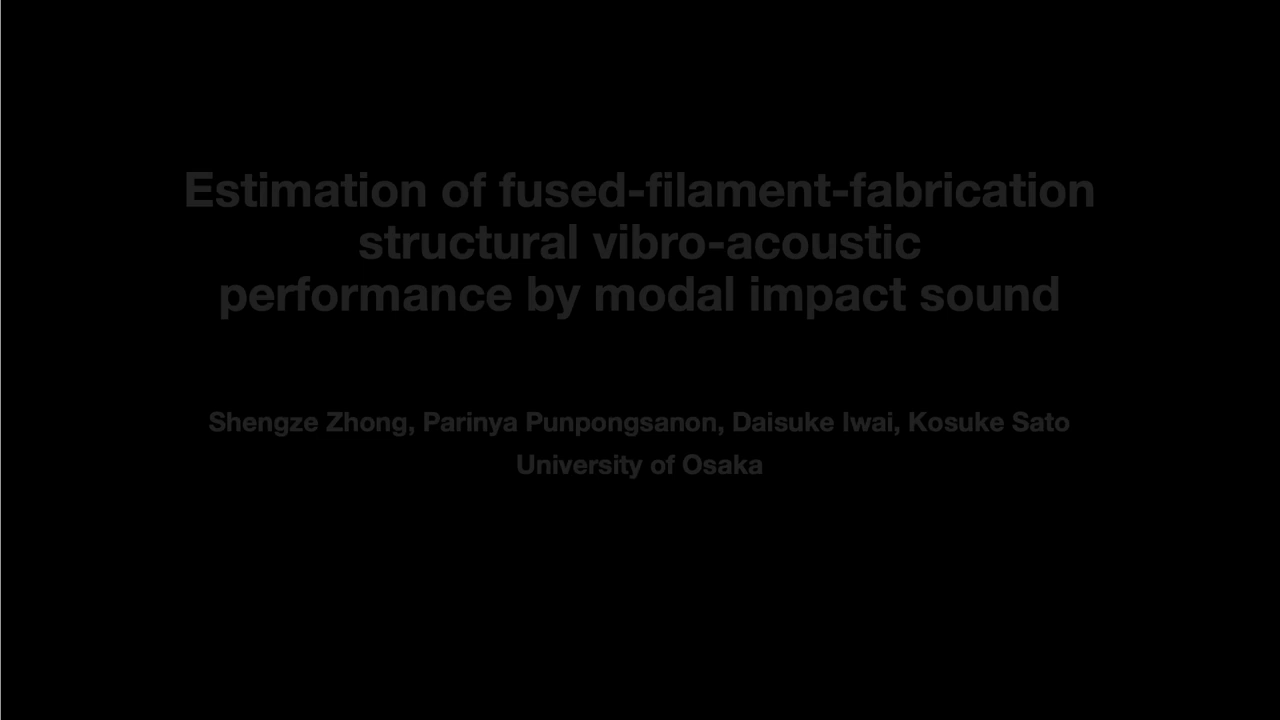 Estimation of fused-filament-fabrication
structural vibro-acoustic
performance by modal impact sound
Shengze Zhong, Parinya Punpongsanon, Daisuke Iwai, Kosuke Sato
University of Osaka